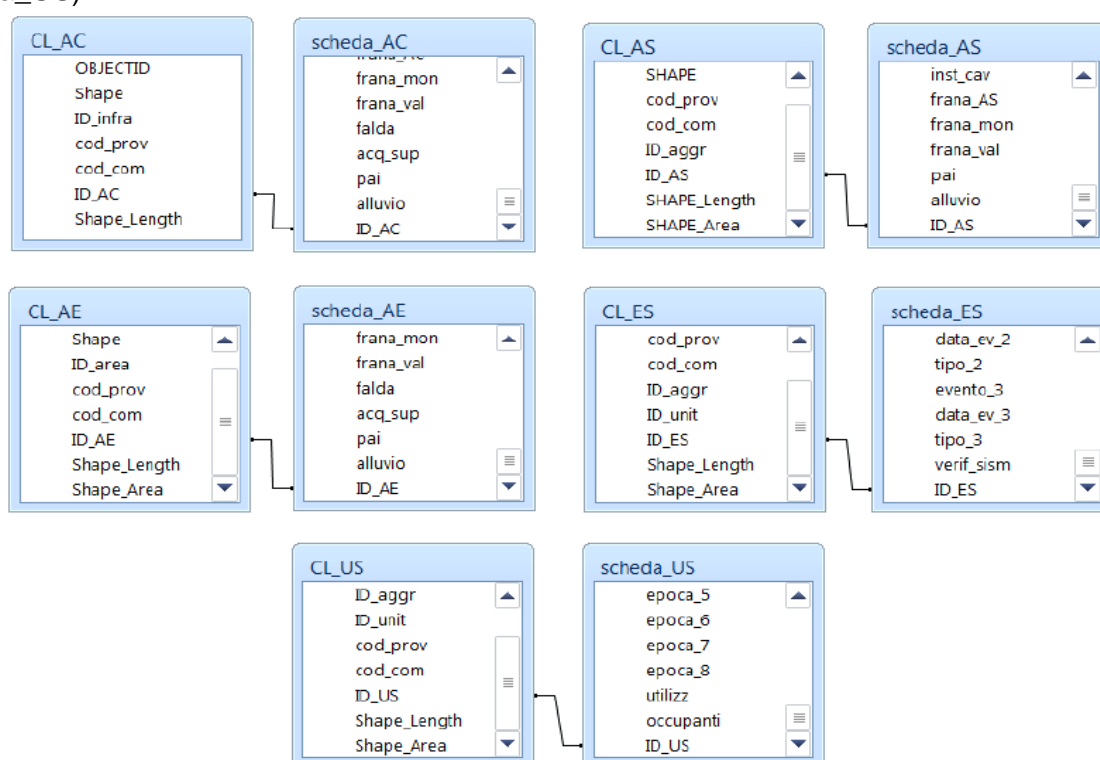 CL_AC
OBJECTID
Shape
ID_infra
cod_prov
cod_com
ID_AC
Shape_Length
scheda_AC
frana_mon
frana_val
falda
acq_sup
pai
alluvio
ID_AC
CL_AS
SHAPE
cod_prov
cod_com
ID_aggr
ID_AS
SHAPE_Length
SHAPE_Area
scheda_AS
inst_cav
frana_AS
frana_mon
frana_val
pai
alluvio
ID_AS
CL_AE
Shape
ID_area
cod_prov
cod_com
ID_AE
Shape_Length
Shape_Area
scheda_AE
frana_mon
frana_val
falda
acq_sup
pai
alluvio
ID_AE
CL_ES
cod_prov
cod_com
ID_aggr
ID_unit
ID_ES
Shape_Length
Shape_Area
scheda_ES
data_ev_2
tipo_2
evento_3
data_ev_3
tipo_3
verif_sism
ID_ES
CL_US
ID_aggr
ID_unit
cod_prov
cod_com
ID_US
Shape_Length
Shape_Area
scheda_US
epoca_5
epoca_6
epoca_7
epoca_8
utilizz
occupanti
ID_US